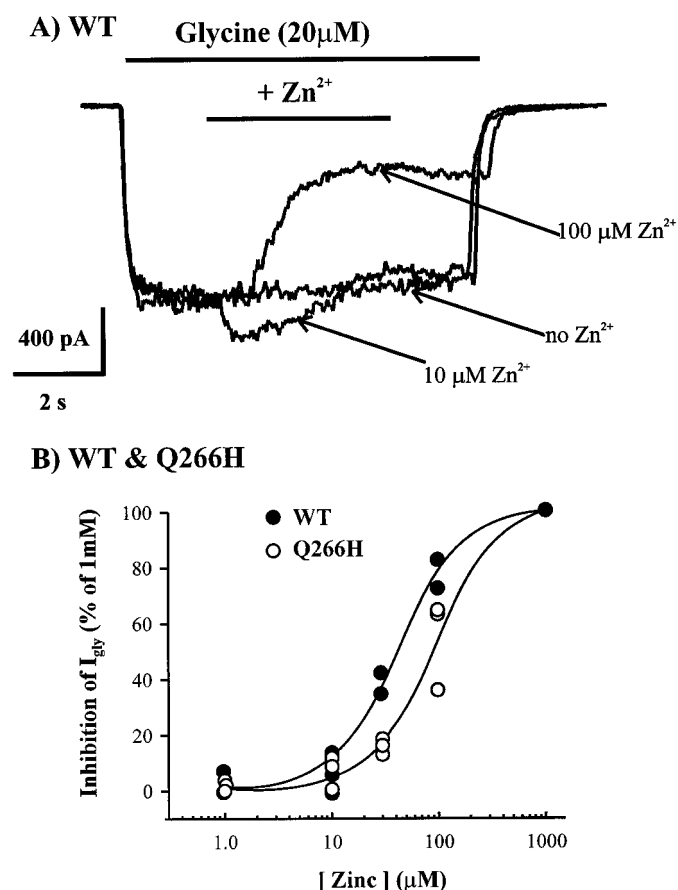 A) WT
Glycine (20μM)
+ Zn²⁺
100 μM Zn²⁺
no Zn²⁺
10 μM Zn²⁺
400 pA
2 s
B) WT & Q266H
WT
Q266H
Inhibition of I_gly (% of 1mM)
100
80
60
40
20
0
1.0
10
100
1000
[ Zinc ] (μM)